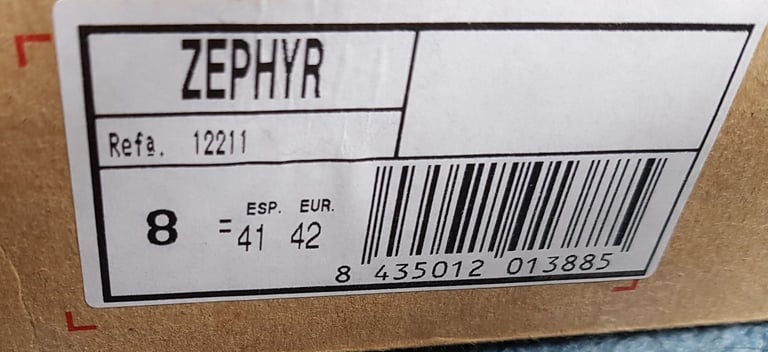 ZEPHYR
Refª. 12211
ESP. EUR.
8 = 41 42
8 435012 013885